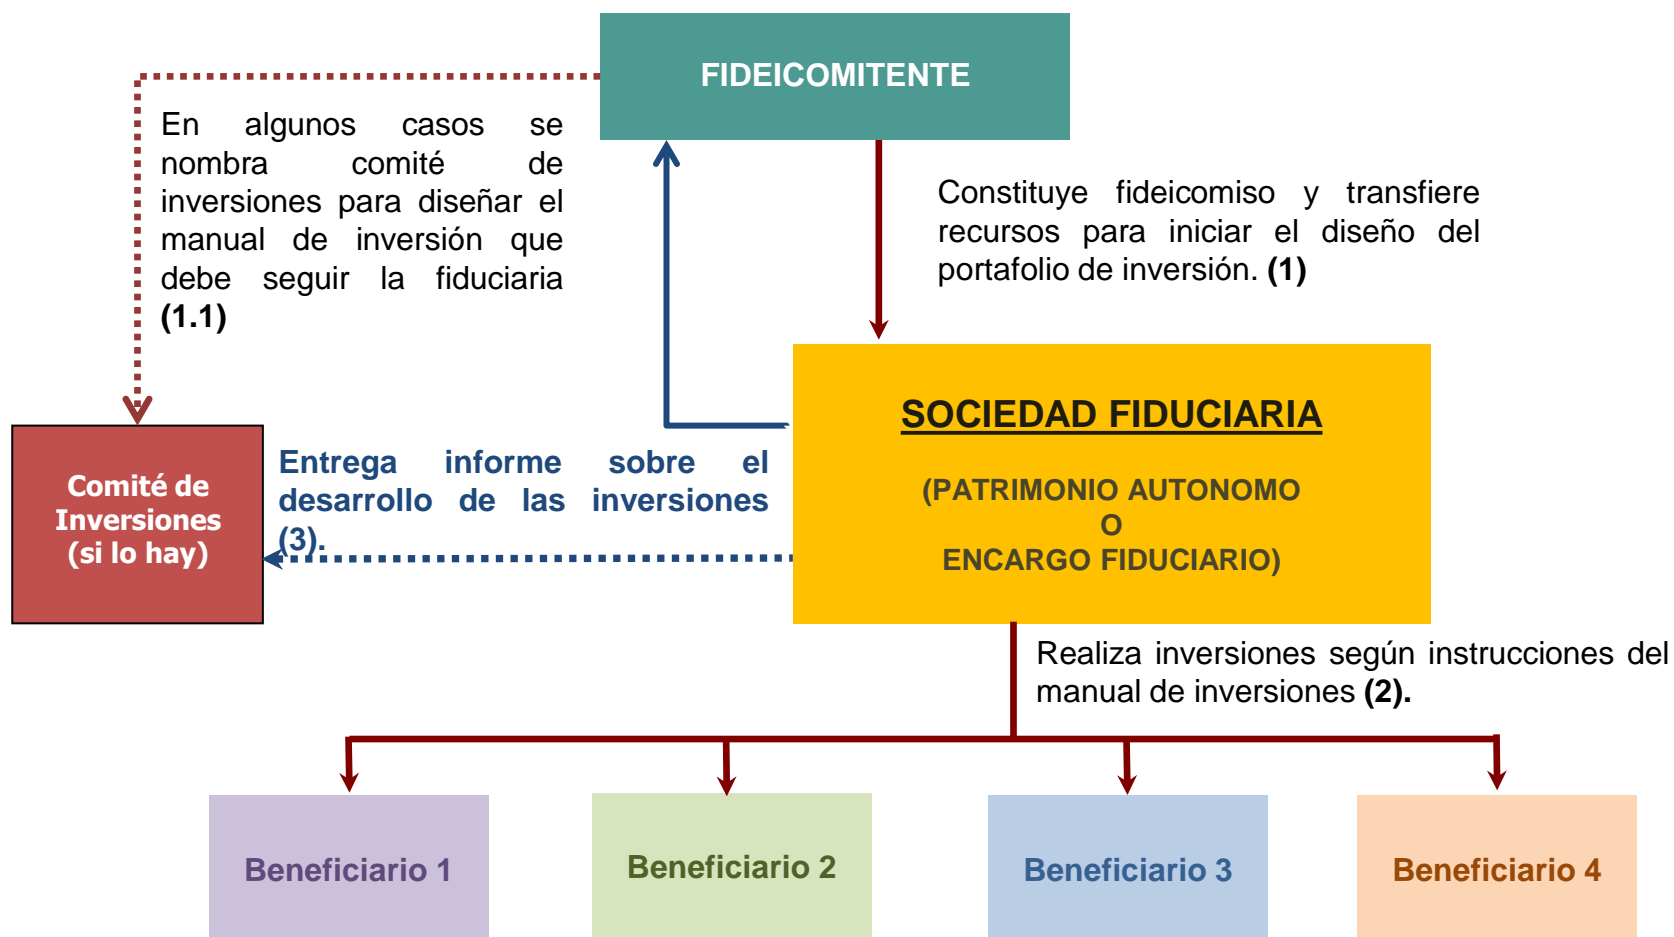 FIDEICOMITENTE
En algunos casos se
nombra comité de
inversiones para diseñar el
manual de inversión que
debe seguir la fiduciaria
(1.1)
Constituye fideicomiso y transfiere
recursos para iniciar el diseño del
portafolio de inversión. (1)
SOCIEDAD FIDUCIARIA
(PATRIMONIO AUTONOMO
O
ENCARGO FIDUCIARIO)
Entrega informe sobre el
desarrollo de las inversiones
(3).
Comité de
Inversiones
(si lo hay)
Realiza inversiones según instrucciones del
manual de inversiones (2).
Beneficiario 1
Beneficiario 2
Beneficiario 3
Beneficiario 4